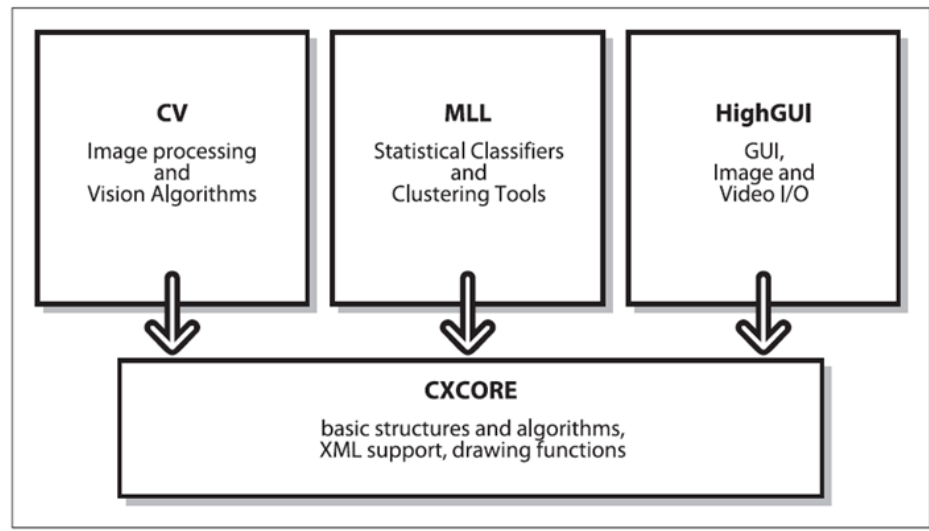 CV
Image processing
and
Vision Algorithms
MLL
Statistical Classifiers
and
Clustering Tools
HighGUI
GUI,
Image and
Video I/O
CXCORE
basic structures and algorithms,
XML support, drawing functions